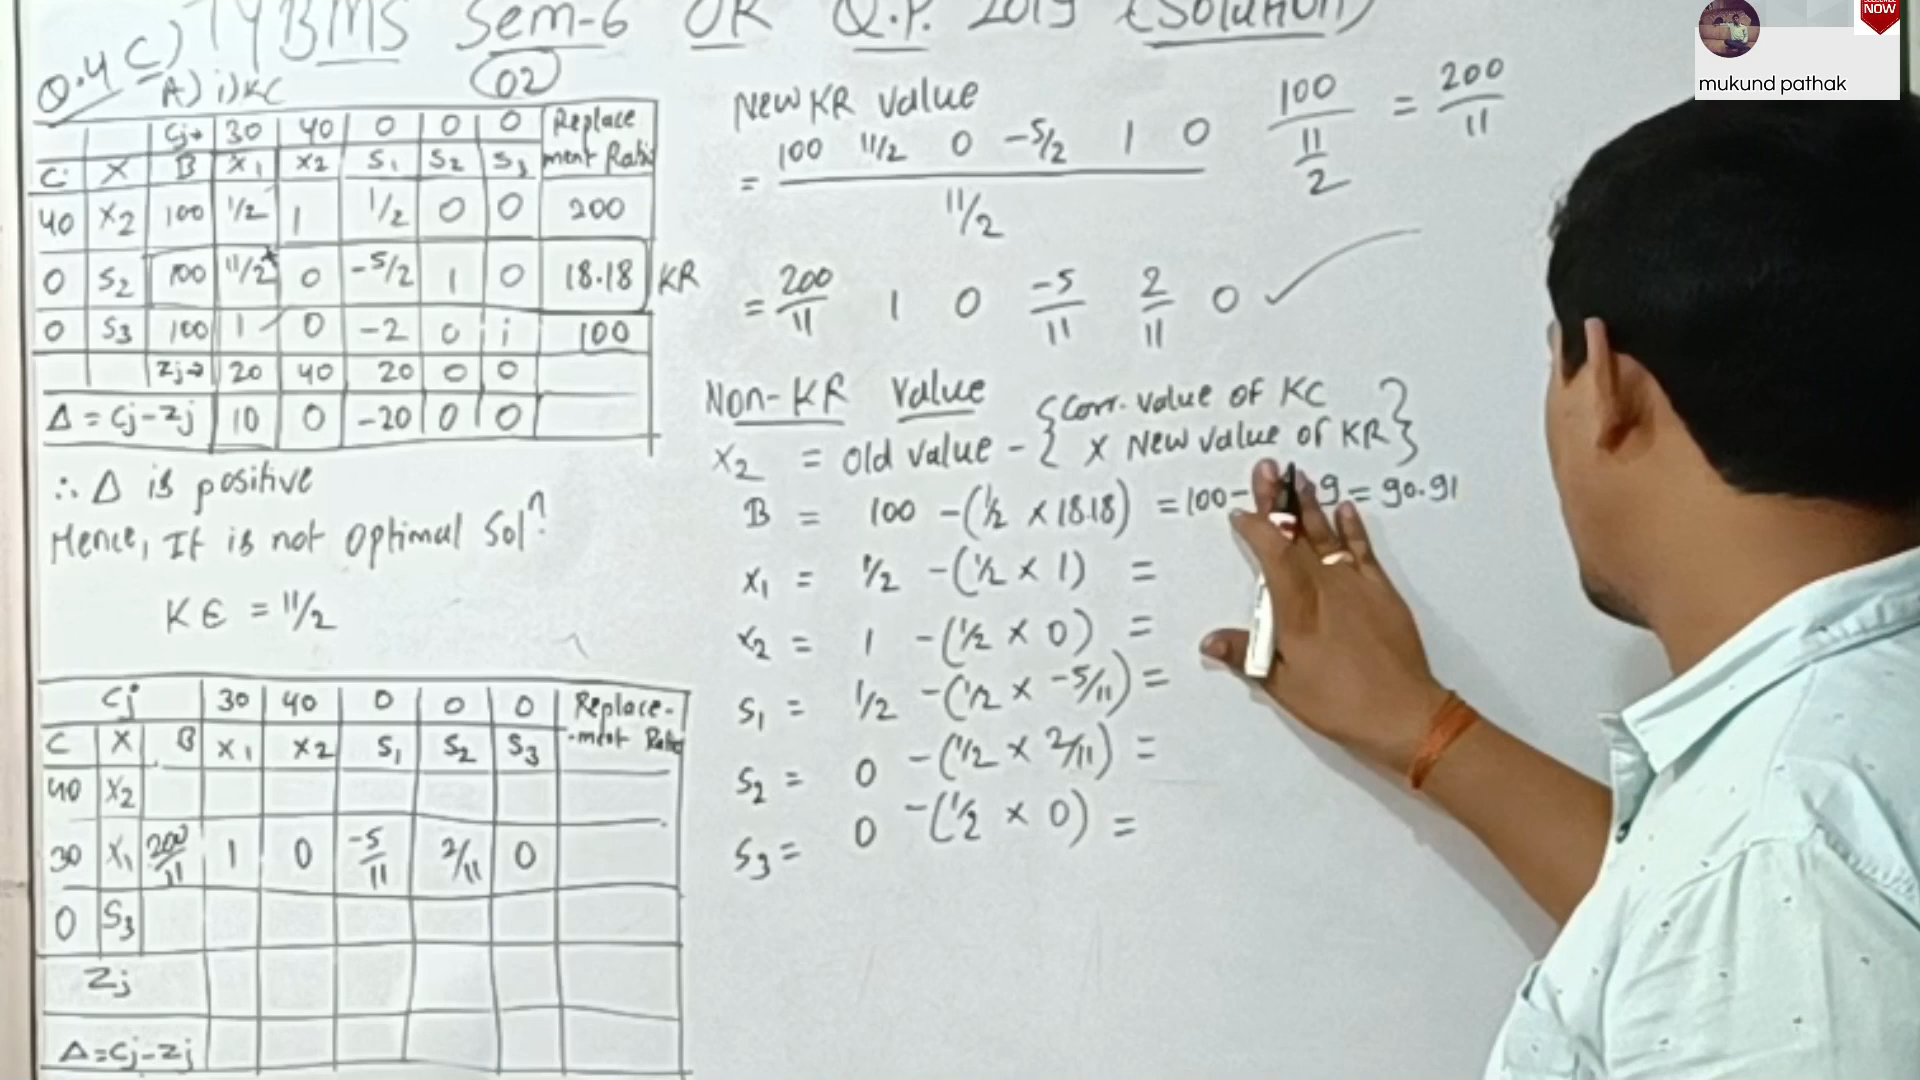 TYBMS Sem-6 OR Q.P. 2019 (Solution)
Q.4 C)
02
A) i) KC
Cj→ 30 40 0 0 0 Replace
C X B X1 X2 S1 S2 S3 ment Ratio
40 X2 100 1/2 1 1/2 0 0 200
0 S2 100 11/2* 0 -5/2 1 0 18.18 KR
0 S3 100 1 0 -2 0 1 100
Zj→ 20 40 20 0 0
Δ = Cj-Zj 10 0 -20 0 0
∴ Δ is positive
Hence, It is not optimal Solⁿ
KE = 11/2
Cj 30 40 0 0 0 Replace-
C X B X1 X2 S1 S2 S3 -ment Ratio
40 X2
30 X1 200/11 1 0 -5/11 2/11 0
0 S3
Zj
Δ=Cj-Zj
New KR value
= 100 11/2 0 -5/2 1 0
11/2
100
11/2
= 200/11
= 200/11 1 0 -5/11 2/11 0
Non-KR Value
X2 = old value - { Corr. value of KC
× New value of KR }
B = 100 -(1/2 × 18.18) = 100- 9 = 90.91
X1 = 1/2 -(1/2 × 1) =
X2 = 1 -(1/2 × 0) =
S1 = 1/2 -(1/2 × -5/11) =
S2 = 0 -(1/2 × 2/11) =
S3 = 0 -(1/2 × 0) =
NOW
mukund pathak